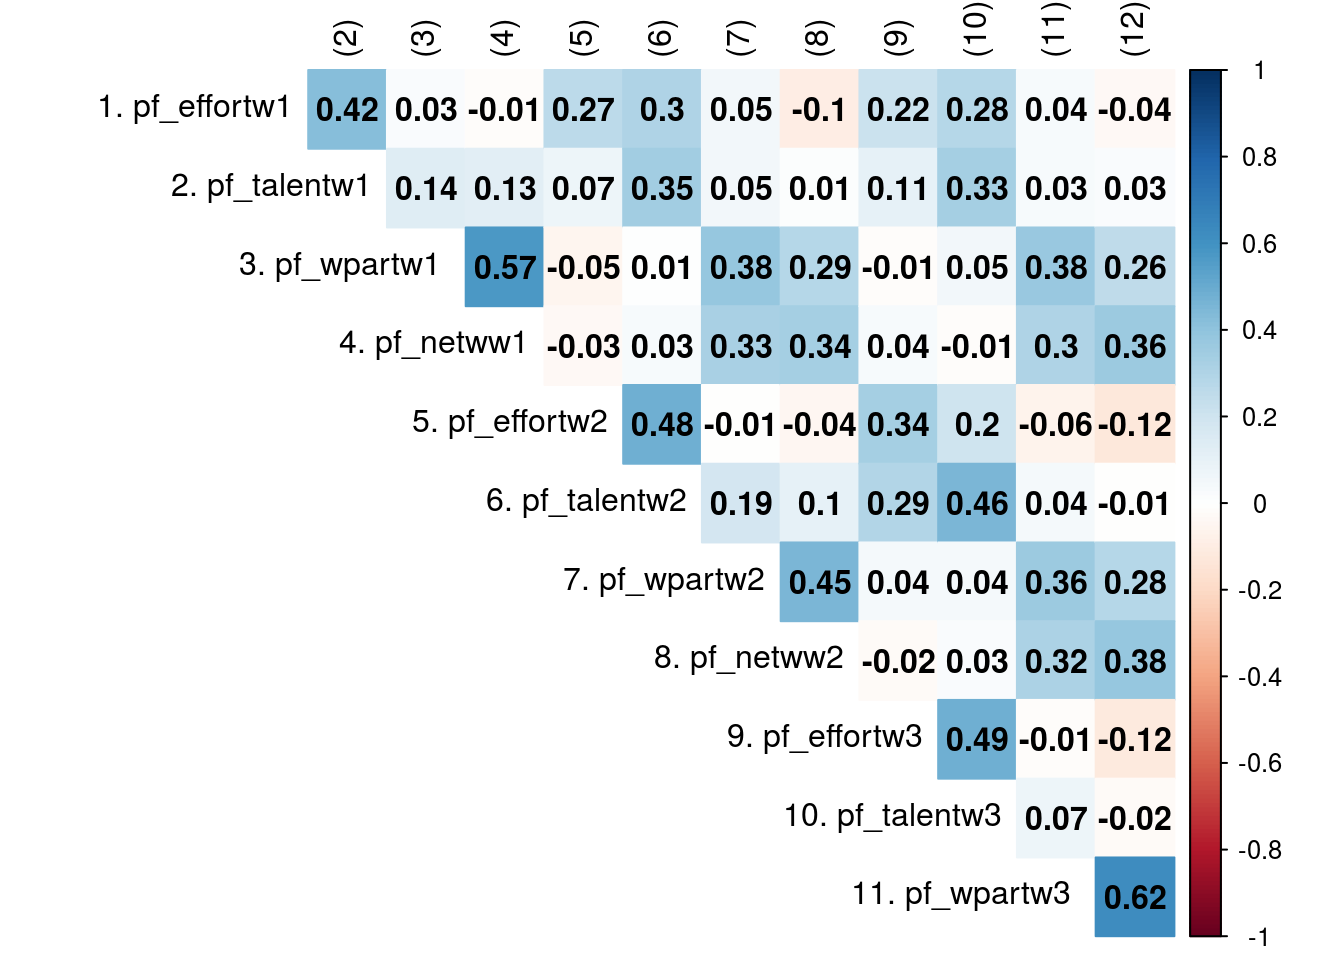 (2) (3) (4) (5) (6) (7) (8) (9) (10) (11) (12)
1. pf_effortw1 0.42 0.03 -0.01 0.27 0.3 0.05 -0.1 0.22 0.28 0.04 -0.04
2. pf_talentw1 0.14 0.13 0.07 0.35 0.05 0.01 0.11 0.33 0.03 0.03
3. pf_wpartw1 0.57 -0.05 0.01 0.38 0.29 -0.01 0.05 0.38 0.26
4. pf_netww1 -0.03 0.03 0.33 0.34 0.04 -0.01 0.3 0.36
5. pf_effortw2 0.48 -0.01 -0.04 0.34 0.2 -0.06 -0.12
6. pf_talentw2 0.19 0.1 0.29 0.46 0.04 -0.01
7. pf_wpartw2 0.45 0.04 0.04 0.36 0.28
8. pf_netww2 -0.02 0.03 0.32 0.38
9. pf_effortw3 0.49 -0.01 -0.12
10. pf_talentw3 0.07 -0.02
11. pf_wpartw3 0.62
1
0.8
0.6
0.4
0.2
0
-0.2
-0.4
-0.6
-0.8
-1